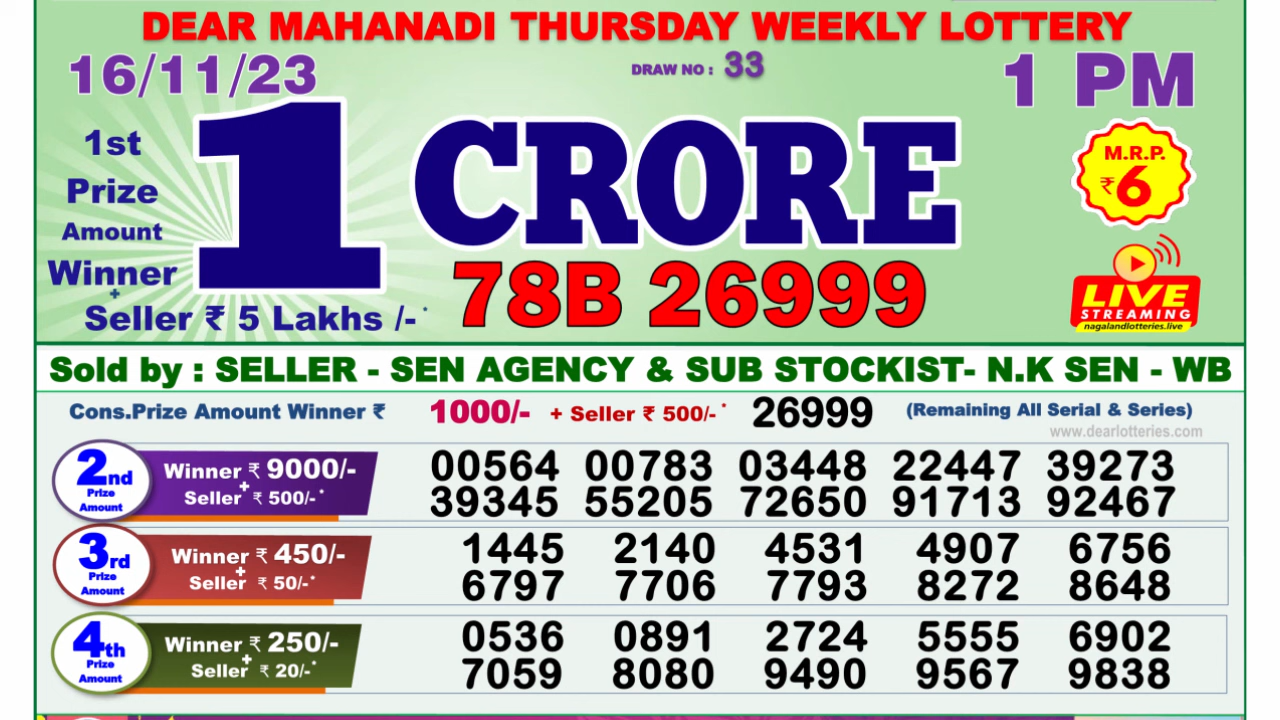 DEAR MAHANADI THURSDAY WEEKLY LOTTERY
16/11/23
DRAW NO : 33
1 PM
1st
Prize
Amount
Winner
+
Seller ₹ 5 Lakhs /-*
1 CRORE
78B 26999
M.R.P.
₹6
LIVE
STREAMING
nagalandlotteries.live
Sold by : SELLER - SEN AGENCY & SUB STOCKIST- N.K SEN - WB
Cons.Prize Amount Winner ₹ 1000/- + Seller ₹ 500/-* 26999 (Remaining All Serial & Series)
www.dearlotteries.com
2nd
Prize
Amount
Winner ₹ 9000/-
+
Seller ₹ 500/-*
00564 00783 03448 22447 39273
39345 55205 72650 91713 92467
3rd
Prize
Amount
Winner ₹ 450/-
+
Seller ₹ 50/-*
1445 2140 4531 4907 6756
6797 7706 7793 8272 8648
4th
Prize
Amount
Winner ₹ 250/-
+
Seller ₹ 20/-*
0536 0891 2724 5555 6902
7059 8080 9490 9567 9838